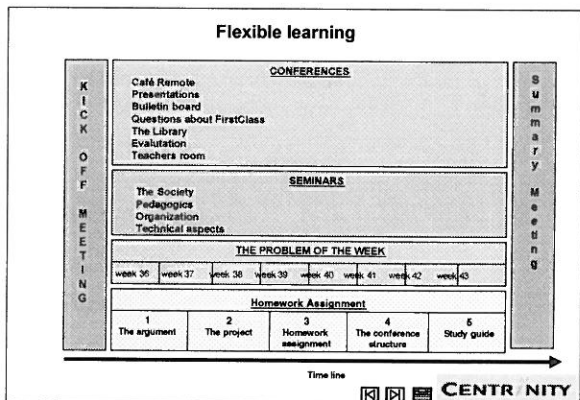 Flexible learning
KICK OFF MEETING
CONFERENCES
Café Remote
Presentations
Bulletin board
Questions about FirstClass
The Library
Evalutation
Teachers room
SEMINARS
The Society
Pedagogics
Organization
Technical aspects
THE PROBLEM OF THE WEEK
week 36 week 37 week 38 week 39 week 40 week 41 week 42 week 43
Homework Assignment
1 2 3 4 5
The argument The project Homework assignment The conference structure Study guide
Summary Meeting
Time line
CENTRINITY